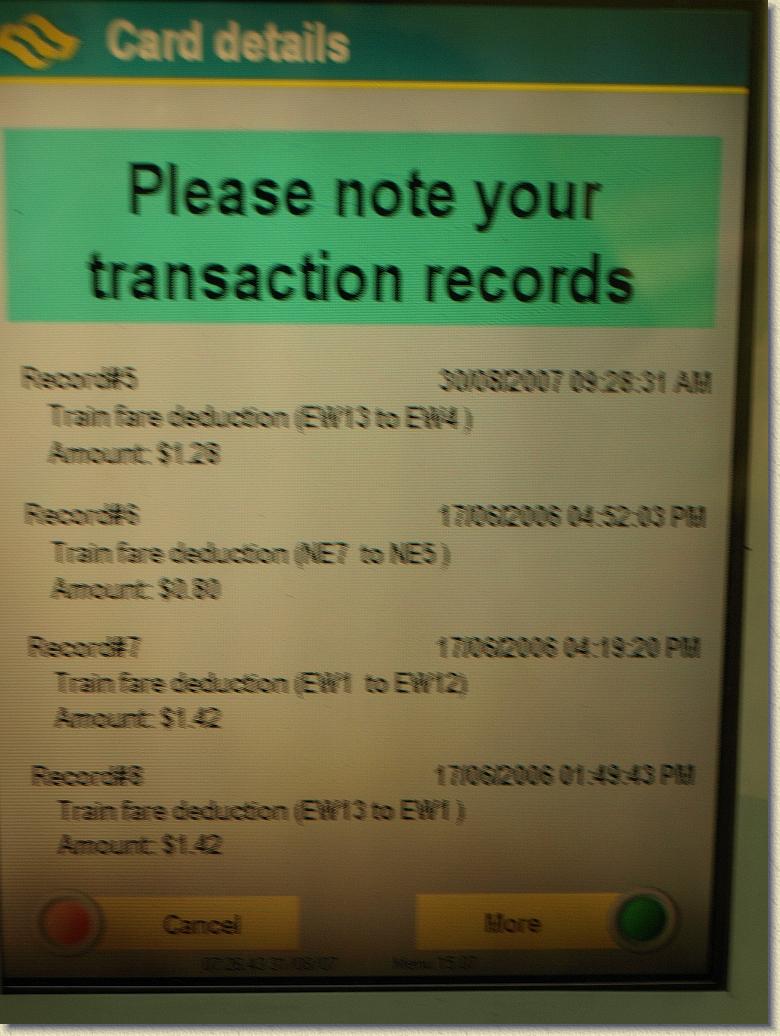 Card details
Please note your
transaction records
Record#5 30/08/2007 09:28:31 AM
Train fare deduction (EW13 to EW4 )
Amount: $1.28
Record#6 17/06/2006 04:52:03 PM
Train fare deduction (NE7 to NE5 )
Amount: $0.80
Record#7 17/06/2006 04:19:20 PM
Train fare deduction (EW1 to EW12)
Amount: $1.42
Record#8 17/06/2006 01:49:43 PM
Train fare deduction (EW13 to EW1 )
Amount: $1.42
Cancel More
Menu